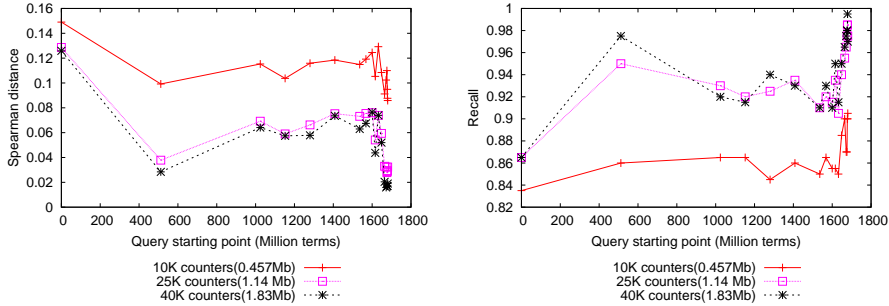 Spearman distance
0.16
0.14
0.12
0.1
0.08
0.06
0.04
0.02
0
0 200 400 600 800 1000 1200 1400 1600 1800
Query starting point (Million terms)
10K counters(0.457Mb)
25K counters(1.14 Mb)
40K counters(1.83Mb)
Recall
1
0.98
0.96
0.94
0.92
0.9
0.88
0.86
0.84
0.82
0 200 400 600 800 1000 1200 1400 1600 1800
Query starting point (Million terms)
10K counters(0.457Mb)
25K counters(1.14 Mb)
40K counters(1.83Mb)